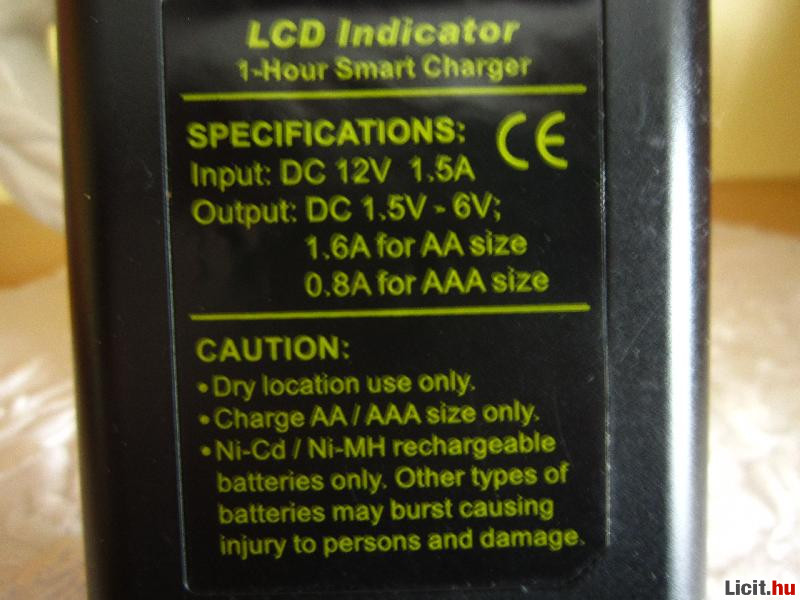 LCD Indicator
1-Hour Smart Charger
SPECIFICATIONS: CE
Input: DC 12V 1.5A
Output: DC 1.5V - 6V;
1.6A for AA size
0.8A for AAA size
CAUTION:
•Dry location use only.
•Charge AA / AAA size only.
•Ni-Cd / Ni-MH rechargeable
batteries only. Other types of
batteries may burst causing
injury to persons and damage.
Licit.hu